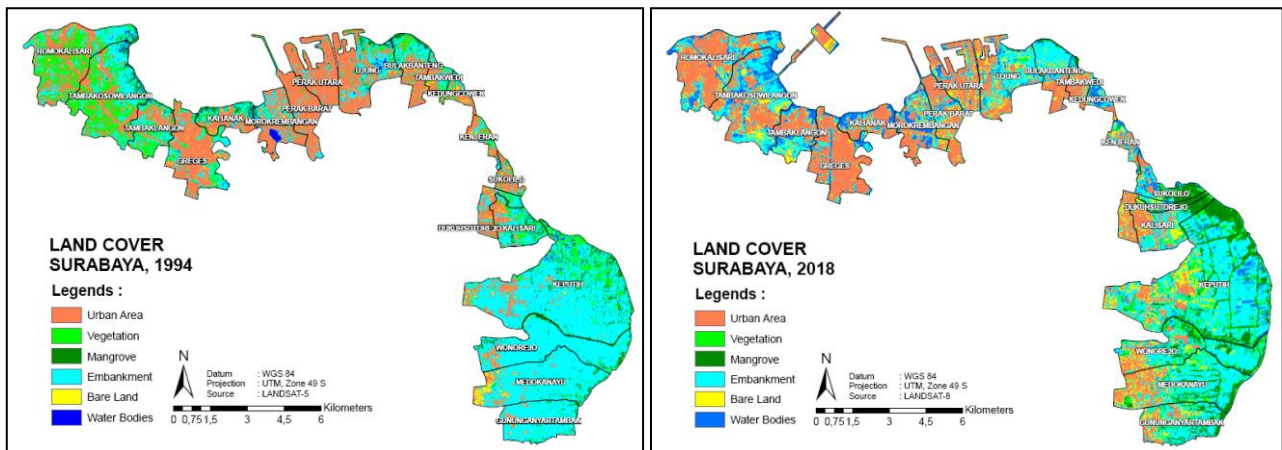 ROMOKALISARI
TAMBAKOSOWILANGON
TAMBAKLANGON
GREGES
KALIANAK
MOROKREMBANGAN
PERAK BARAT
PERAK UTARA
UJUNG
BULAKBANTENG
TAMBAKWEDI
KEDUNGCOWEK
KENJERAN
SUKOLILO
DUKUHSUTOREJO
KALISARI
KEPUTIH
WONOREJO
MEDOKANAYU
GUNUNGANYARTAMBAK
LAND COVER
SURABAYA, 1994
Legends :
Urban Area
Vegetation
Mangrove
Embankment
Bare Land
Water Bodies
N
Datum : WGS 84
Projection : UTM, Zone 49 S
Source : LANDSAT-5
Kilometers
0 0,75 1,5 3 4,5 6
ROMOKALISARI
TAMBAKOSOWILANGON
TAMBAKLANGON
GREGES
KALIANAK
MOROKREMBANGAN
PERAK BARAT
PERAK UTARA
UJUNG
BULAKBANTENG
TAMBAKWEDI
KEDUNGCOWEK
KENJERAN
SUKOLILO
DUKUHSUTOREJO
KALISARI
KEPUTIH
WONOREJO
MEDOKANAYU
GUNUNGANYARTAMBAK
LAND COVER
SURABAYA, 2018
Legends :
Urban Area
Vegetation
Mangrove
Embankment
Bare Land
Water Bodies
N
Datum : WGS 84
Projection : UTM, Zone 49 S
Source : LANDSAT-8
Kilometers
0 0,75 1,5 3 4,5 6